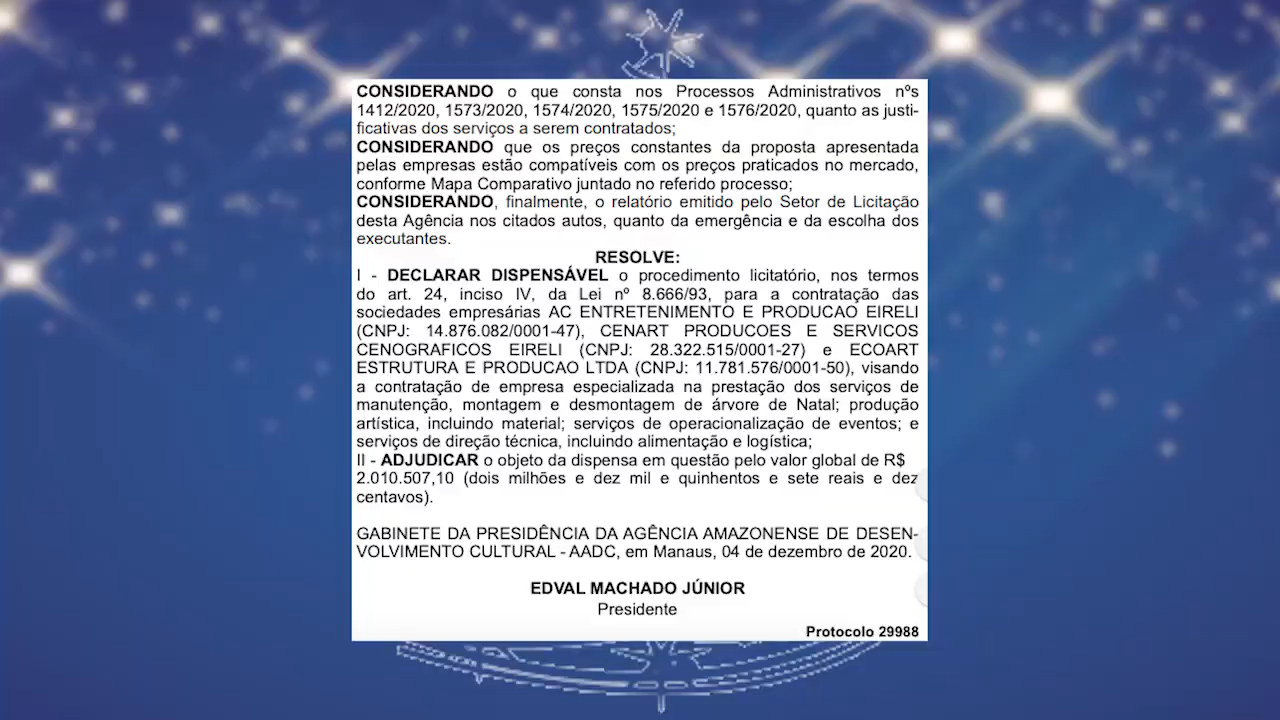 CONSIDERANDO o que consta nos Processos Administrativos nºs
1412/2020, 1573/2020, 1574/2020, 1575/2020 e 1576/2020, quanto as justi-
ficativas dos serviços a serem contratados;
CONSIDERANDO que os preços constantes da proposta apresentada
pelas empresas estão compatíveis com os preços praticados no mercado,
conforme Mapa Comparativo juntado no referido processo;
CONSIDERANDO, finalmente, o relatório emitido pelo Setor de Licitação
desta Agência nos citados autos, quanto da emergência e da escolha dos
executantes.
RESOLVE:
I - DECLARAR DISPENSÁVEL o procedimento licitatório, nos termos
do art. 24, inciso IV, da Lei nº 8.666/93, para a contratação das
sociedades empresárias AC ENTRETENIMENTO E PRODUCAO EIRELI
(CNPJ: 14.876.082/0001-47), CENART PRODUCOES E SERVICOS
CENOGRAFICOS EIRELI (CNPJ: 28.322.515/0001-27) e ECOART
ESTRUTURA E PRODUCAO LTDA (CNPJ: 11.781.576/0001-50), visando
a contratação de empresa especializada na prestação dos serviços de
manutenção, montagem e desmontagem de árvore de Natal; produção
artística, incluindo material; serviços de operacionalização de eventos; e
serviços de direção técnica, incluindo alimentação e logística;
II - ADJUDICAR o objeto da dispensa em questão pelo valor global de R$
2.010.507,10 (dois milhões e dez mil e quinhentos e sete reais e dez
centavos).
GABINETE DA PRESIDÊNCIA DA AGÊNCIA AMAZONENSE DE DESEN-
VOLVIMENTO CULTURAL - AADC, em Manaus, 04 de dezembro de 2020.
EDVAL MACHADO JÚNIOR
Presidente
Protocolo 29988